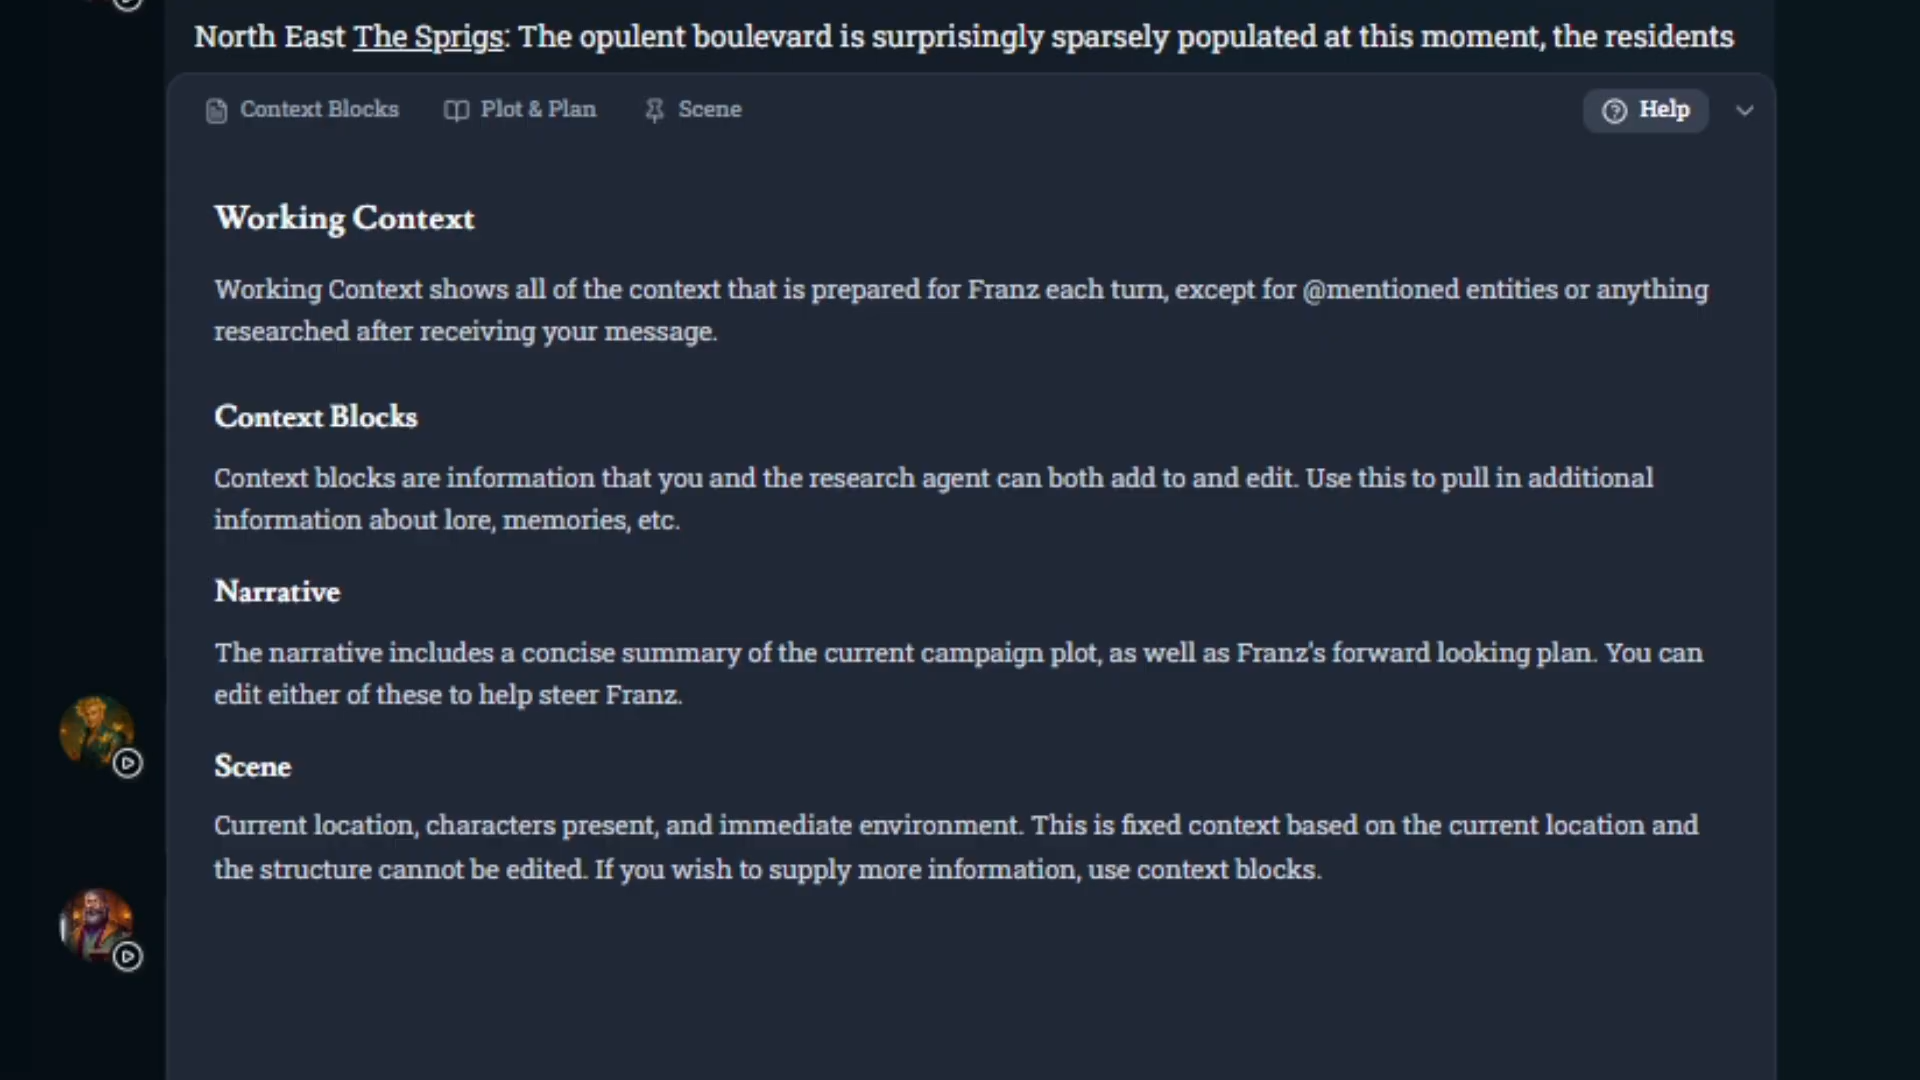 North East The Sprigs: The opulent boulevard is surprisingly sparsely populated at this moment, the residents
Context Blocks
Plot & Plan
Scene
Help
Working Context
Working Context shows all of the context that is prepared for Franz each turn, except for @mentioned entities or anything
researched after receiving your message.
Context Blocks
Context blocks are information that you and the research agent can both add to and edit. Use this to pull in additional
information about lore, memories, etc.
Narrative
The narrative includes a concise summary of the current campaign plot, as well as Franz's forward looking plan. You can
edit either of these to help steer Franz.
Scene
Current location, characters present, and immediate environment. This is fixed context based on the current location and
the structure cannot be edited. If you wish to supply more information, use context blocks.